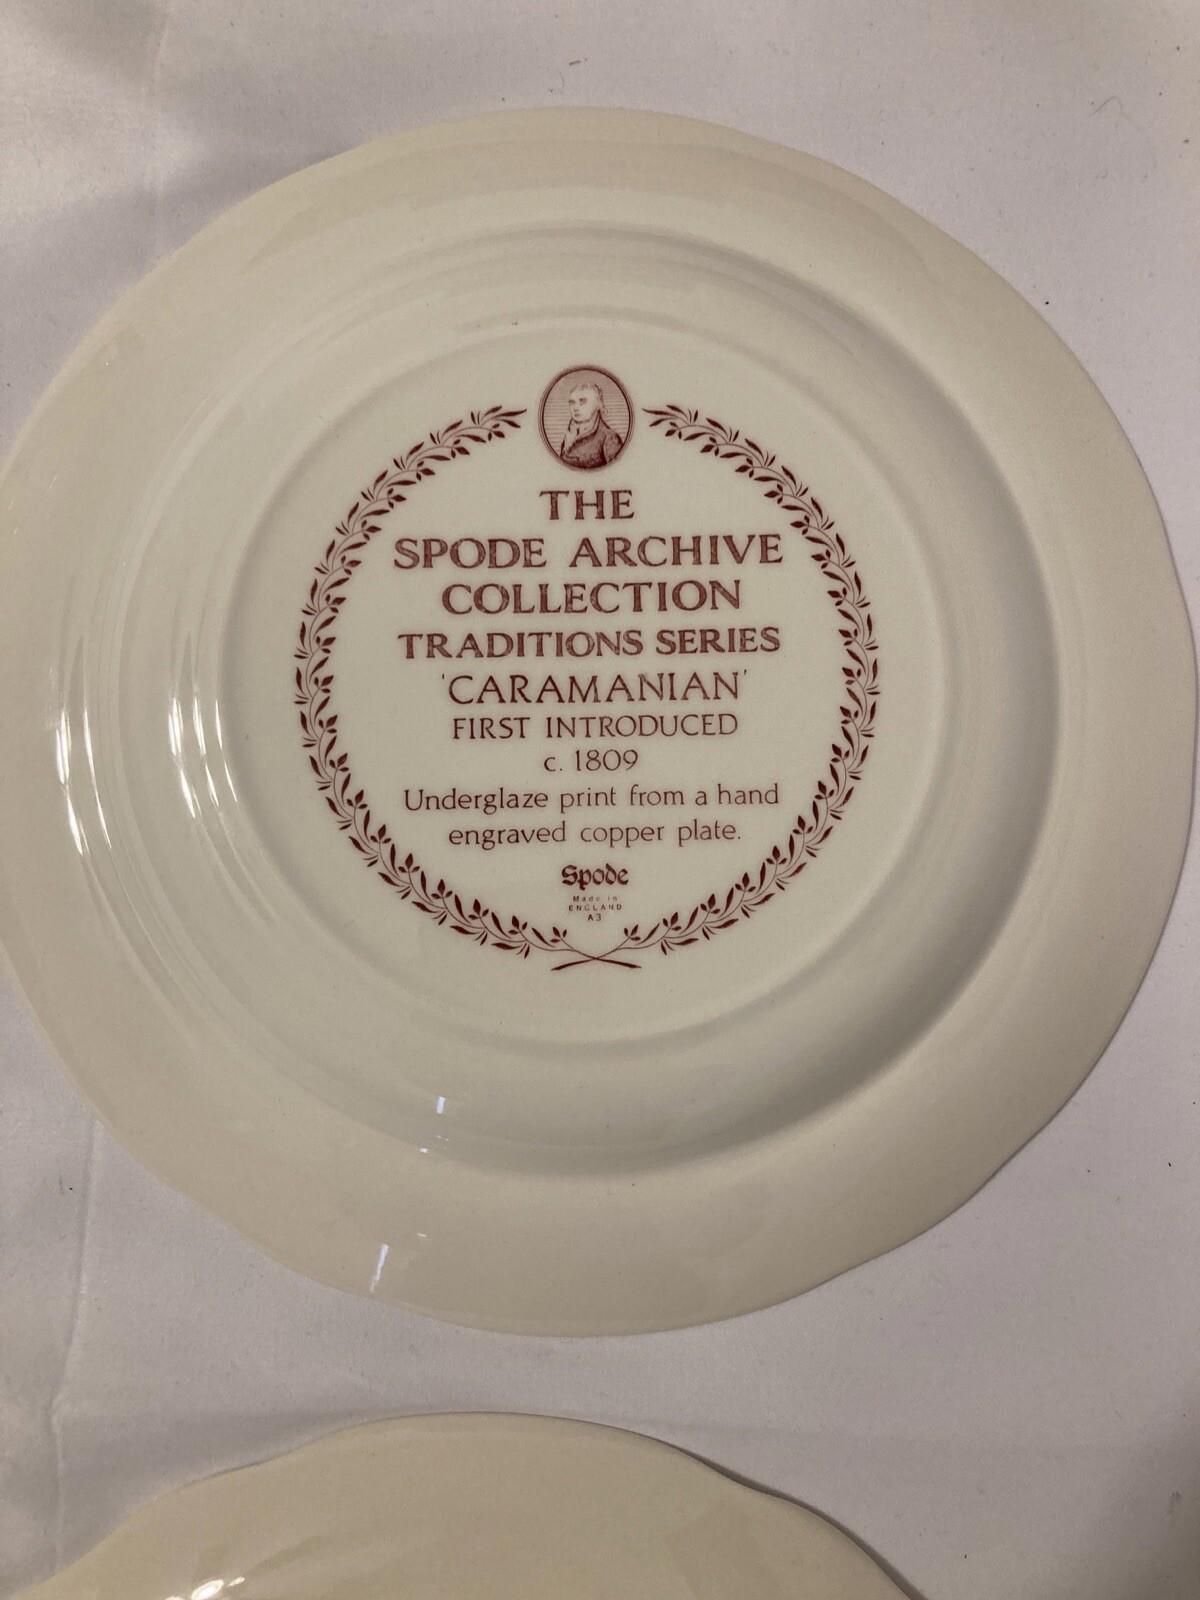 THE
SPODE ARCHIVE
COLLECTION
TRADITIONS SERIES
'CARAMANIAN'
FIRST INTRODUCED
c. 1809
Underglaze print from a hand
engraved copper plate.
Spode
Made in
ENGLAND
A3